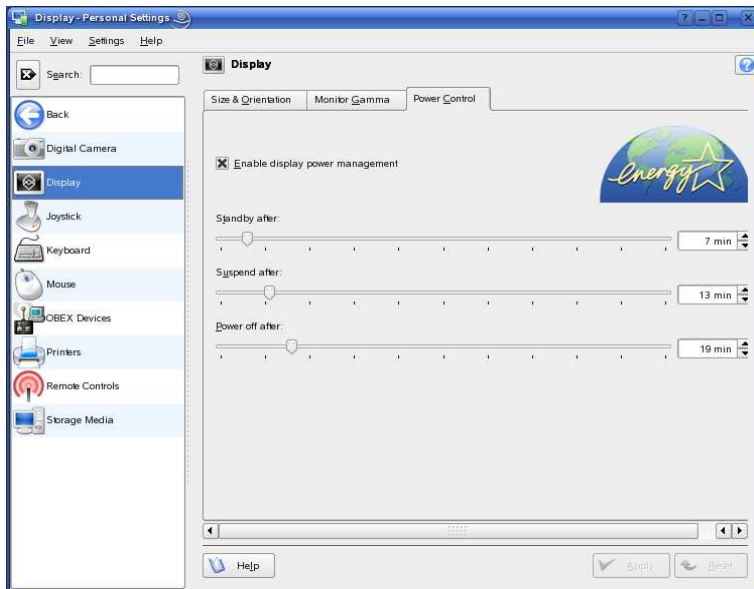 Display - Personal Settings
File View Settings Help
Search:
Back
Digital Camera
Display
Joystick
Keyboard
Mouse
OBEX Devices
Printers
Remote Controls
Storage Media
Display
Size & Orientation Monitor Gamma Power Control
Enable display power management
energy
Standby after:
7 min
Suspend after:
13 min
Power off after:
19 min
Help Apply Reset